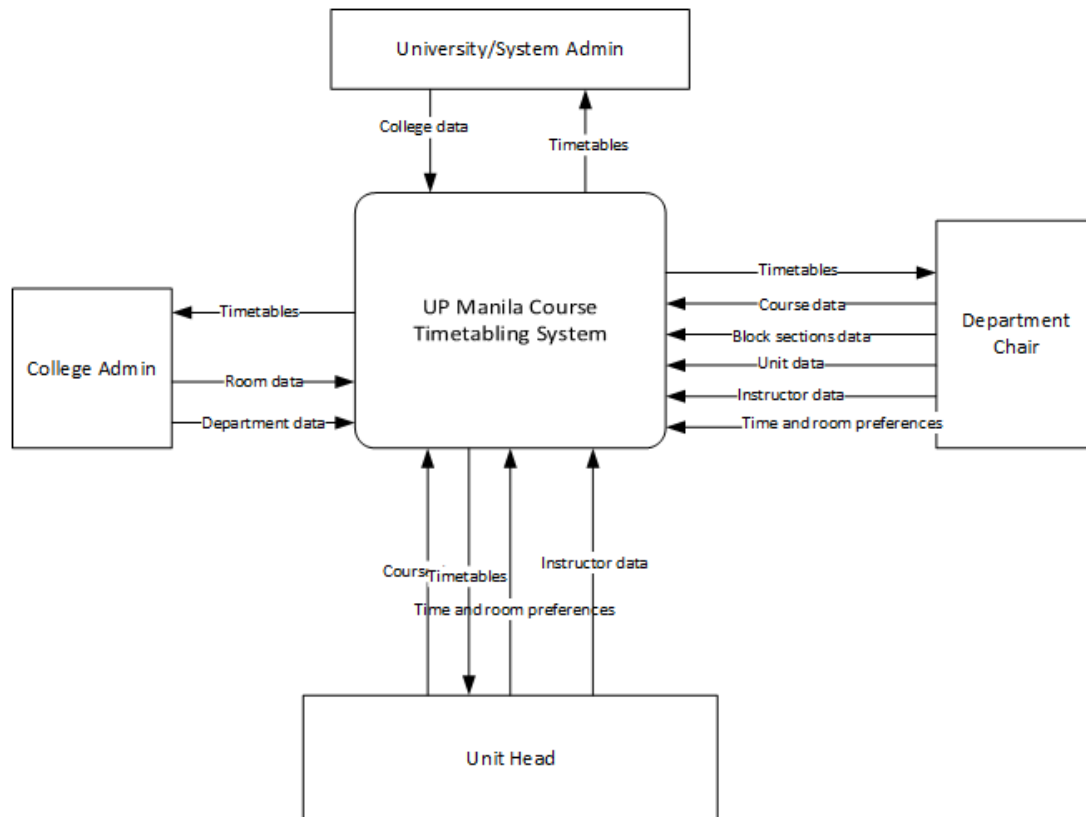 University/System Admin
College data
Timetables
Timetables
UP Manila Course
Timetabling System
Timetables
Course data
Block sections data
Unit data
Instructor data
Time and room preferences
Department
Chair
College Admin
Room data
Department data
Course
Timetables
Instructor data
Time and room preferences
Unit Head